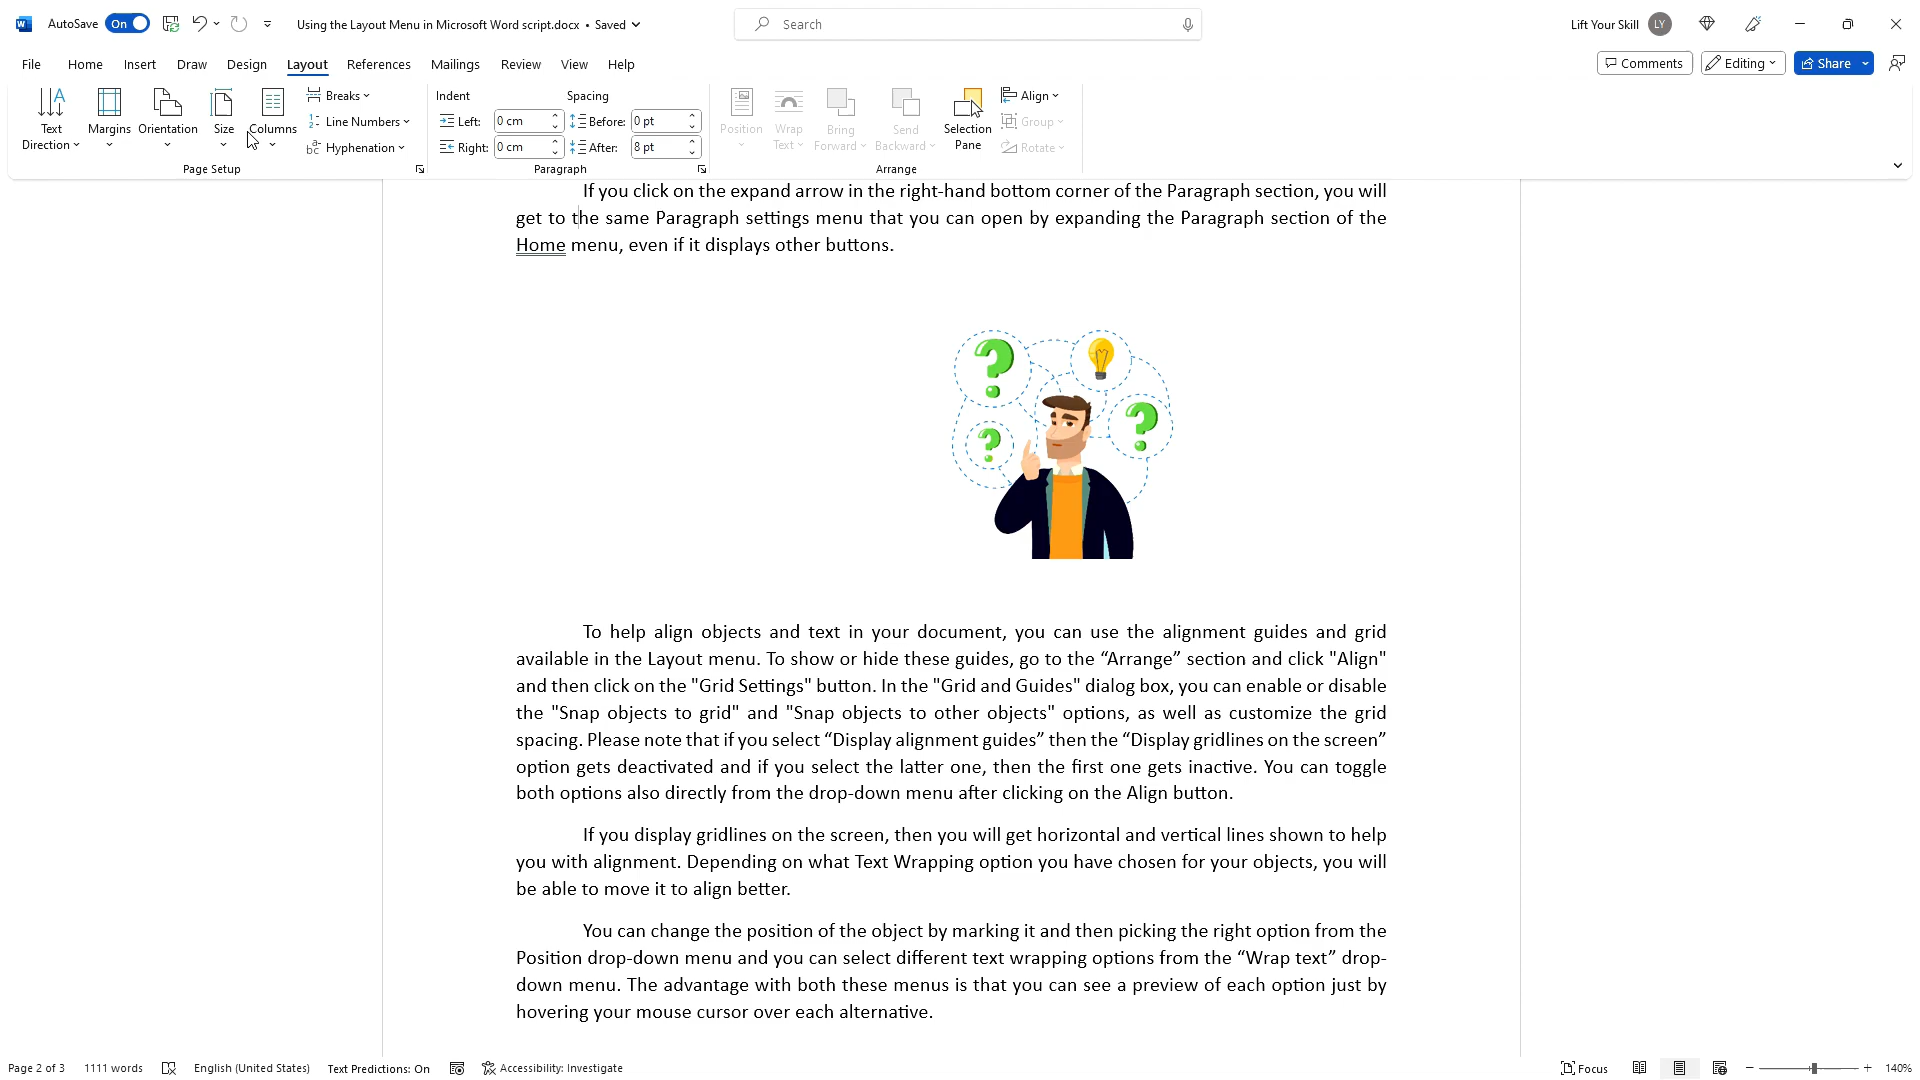 AutoSave On Using the Layout Menu in Microsoft Word script.docx • Saved Search Lift Your Skill LY
File Home Insert Draw Design Layout References Mailings Review View Help Comments Editing Share
Text Direction Margins Orientation Size Columns Breaks Line Numbers Hyphenation
Page Setup
Indent Spacing
Left: 0 cm Before: 0 pt
Right: 0 cm After: 8 pt
Paragraph
Position Wrap Text Bring Forward Send Backward Selection Pane Align Group Rotate
Arrange
If you click on the expand arrow in the right-hand bottom corner of the Paragraph section, you will
get to the same Paragraph settings menu that you can open by expanding the Paragraph section of the
Home menu, even if it displays other buttons.
? ? ?
To help align objects and text in your document, you can use the alignment guides and grid
available in the Layout menu. To show or hide these guides, go to the “Arrange” section and click "Align"
and then click on the "Grid Settings" button. In the "Grid and Guides" dialog box, you can enable or disable
the "Snap objects to grid" and "Snap objects to other objects" options, as well as customize the grid
spacing. Please note that if you select “Display alignment guides” then the “Display gridlines on the screen”
option gets deactivated and if you select the latter one, then the first one gets inactive. You can toggle
both options also directly from the drop-down menu after clicking on the Align button.
If you display gridlines on the screen, then you will get horizontal and vertical lines shown to help
you with alignment. Depending on what Text Wrapping option you have chosen for your objects, you will
be able to move it to align better.
You can change the position of the object by marking it and then picking the right option from the
Position drop-down menu and you can select different text wrapping options from the “Wrap text” drop-
down menu. The advantage with both these menus is that you can see a preview of each option just by
hovering your mouse cursor over each alternative.
Page 2 of 3 1111 words English (United States) Text Predictions: On Accessibility: Investigate Focus 140%